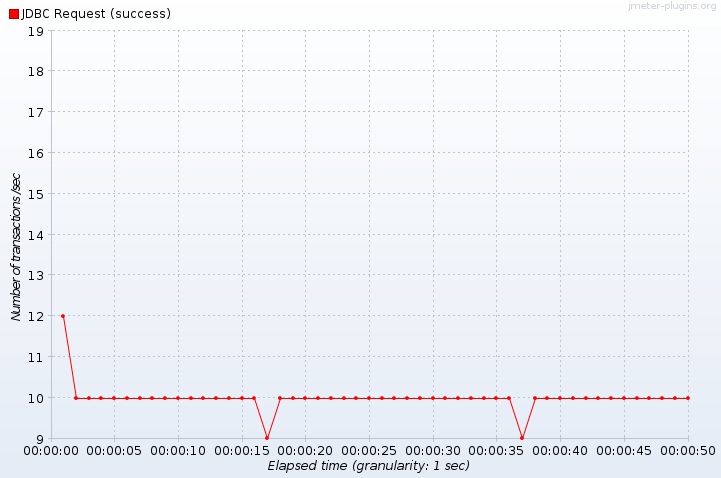 jmeter-plugins.org
JDBC Request (success)
19
18
17
16
15
14
13
12
11
10
9
Number of transactions /sec
00:00:00 00:00:05 00:00:10 00:00:15 00:00:20 00:00:25 00:00:30 00:00:35 00:00:40 00:00:45 00:00:50
Elapsed time (granularity: 1 sec)